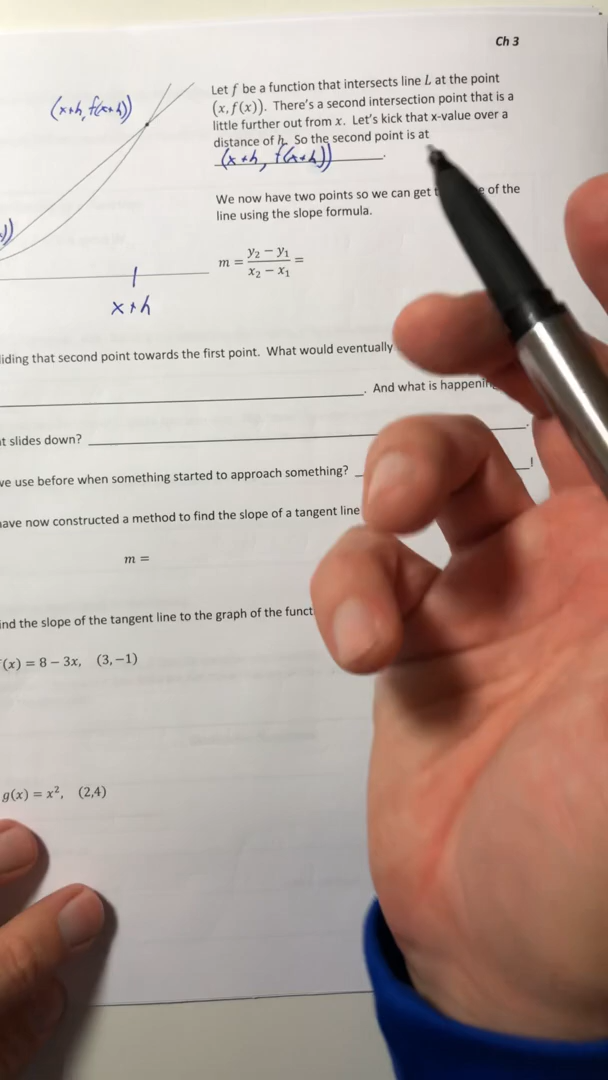 Ch 3
(x+h, f(x+h))
Let f be a function that intersects line L at the point
(x, f(x)). There's a second intersection point that is a
little further out from x. Let's kick that x-value over a
distance of h. So the second point is at
(x+h, f(x+h)).
We now have two points so we can get of the
line using the slope formula.
m = (y₂ − y₁)/(x₂ − x₁) =
x+h
liding that second point towards the first point. What would eventually
. And what is happenin
t slides down? .
ve use before when something started to approach something? !
ave now constructed a method to find the slope of a tangent line
m =
ind the slope of the tangent line to the graph of the funct
(x) = 8 − 3x, (3, −1)
g(x) = x², (2,4)